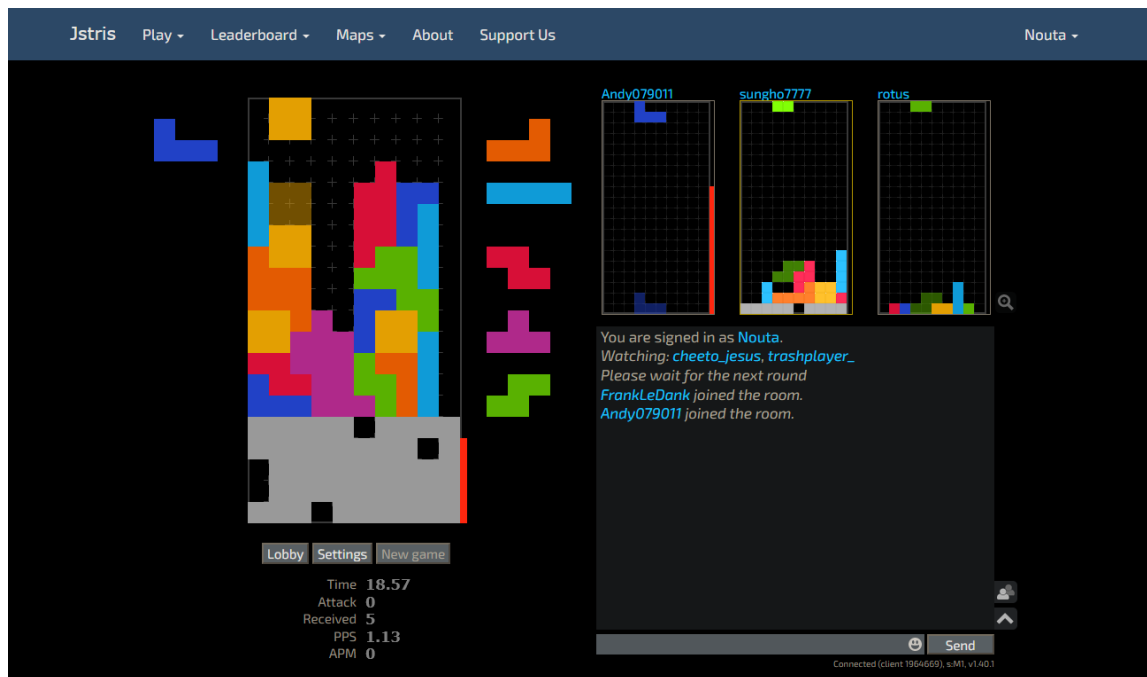 Jstris Play Leaderboard Maps About Support Us Nouta
Andy079011 sungho7777 rotus
You are signed in as Nouta.
Watching: cheeto_jesus, trashplayer_
Please wait for the next round
FrankLeDank joined the room.
Andy079011 joined the room.
Lobby Settings New game
Time 18.57
Attack 0
Received 5
PPS 1.13
APM 0
Send
Connected (client 1964669), s:M1, v1.40.1